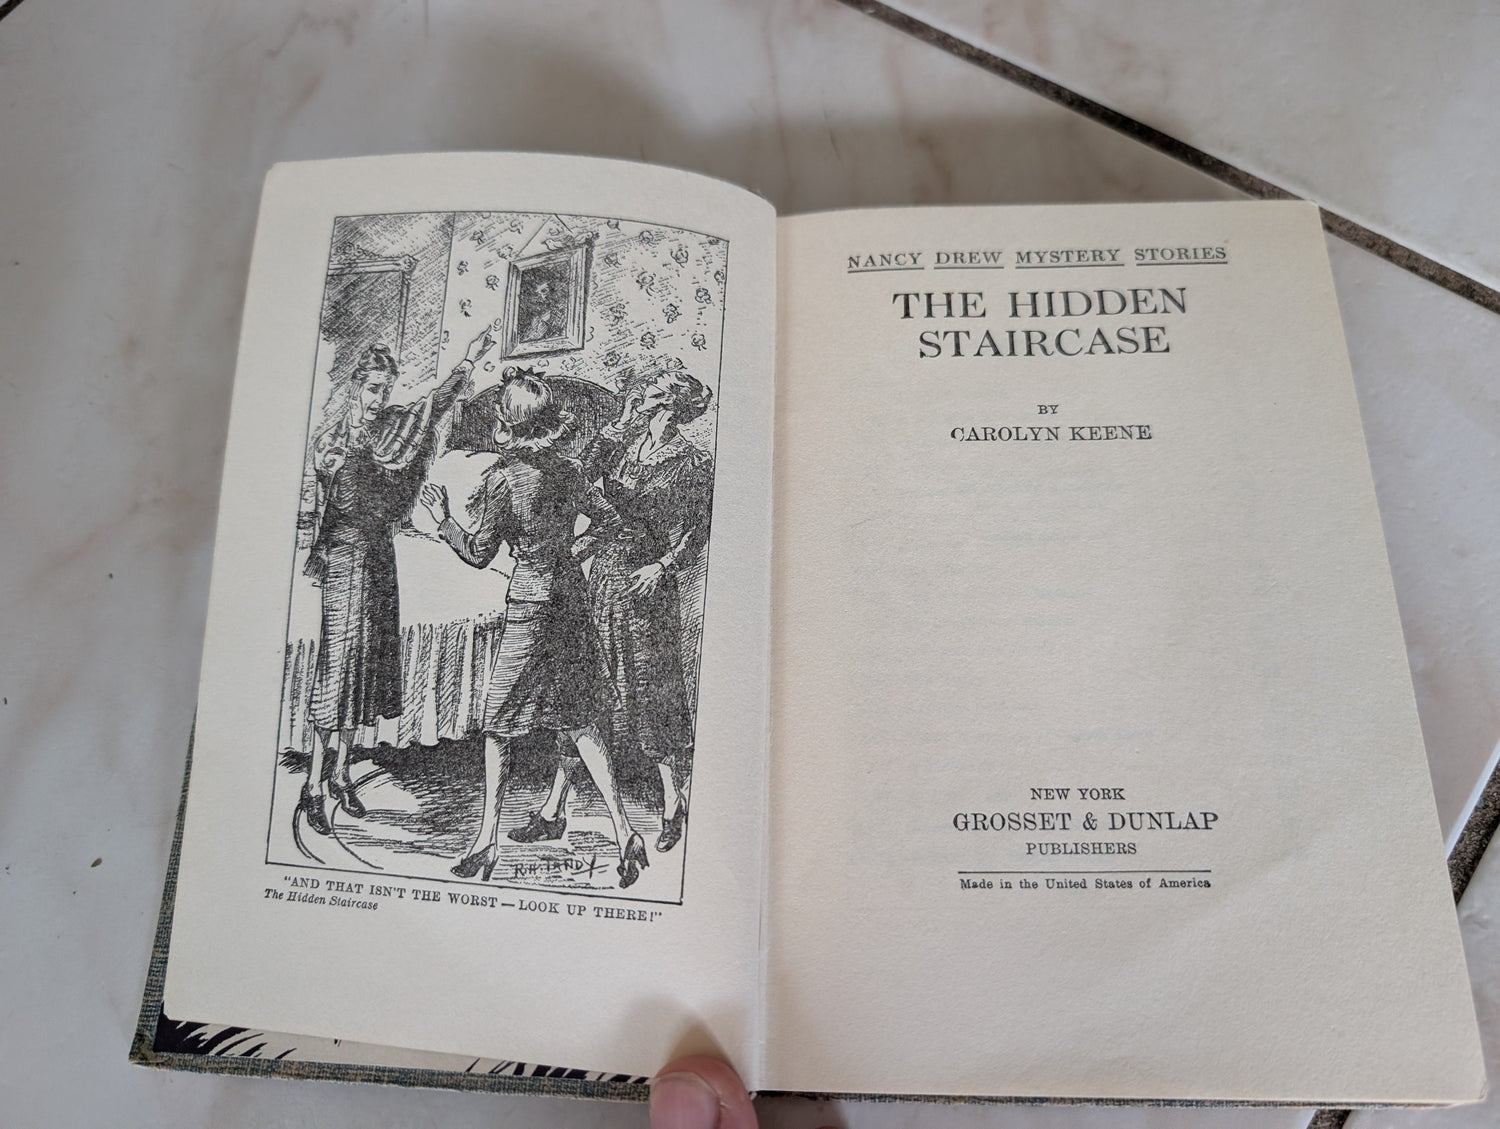 R.H. TANDY
"AND THAT ISN'T THE WORST — LOOK UP THERE!"
The Hidden Staircase
NANCY DREW MYSTERY STORIES
THE HIDDEN
STAIRCASE
BY
CAROLYN KEENE
NEW YORK
GROSSET & DUNLAP
PUBLISHERS
Made in the United States of America